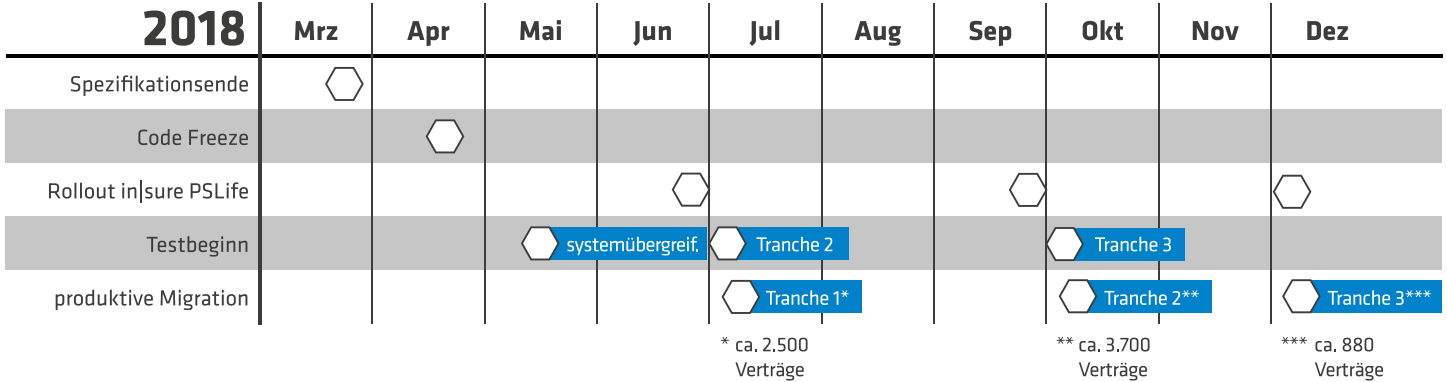 2018 Mrz Apr Mai Jun Jul Aug Sep Okt Nov Dez
Spezifikationsende
Code Freeze
Rollout in|sure PSLife
Testbeginn systemübergreif. Tranche 2 Tranche 3
produktive Migration Tranche 1* Tranche 2** Tranche 3***
* ca. 2.500 ** ca. 3.700 *** ca. 880
Verträge Verträge Verträge